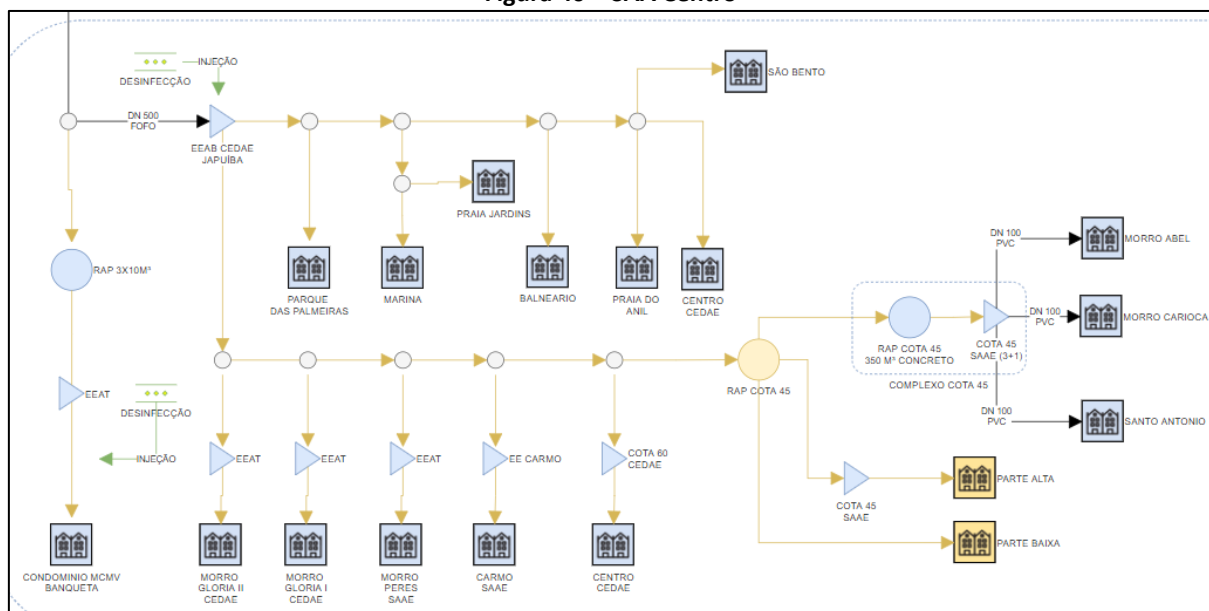 INJEÇÃO
DESINFECÇÃO
SÃO BENTO
DN 500
FOFO
EEAB CEDAE
JAPUÍBA
PRAIA JARDINS
RAP 3X10M³
PARQUE
DAS PALMEIRAS
MARINA
BALNEARIO
PRAIA DO
ANIL
CENTRO
CEDAE
DN 100
PVC
MORRO ABEL
DN 100
PVC
MORRO CARIOCA
RAP COTA 45
350 M³ CONCRETO
COTA 45
SAAE (3+1)
COMPLEXO COTA 45
RAP COTA 45
DN 100
PVC
SANTO ANTONIO
EEAT
DESINFECÇÃO
INJEÇÃO
EEAT
EEAT
EEAT
EE CARMO
COTA 60
CEDAE
COTA 45
SAAE
PARTE ALTA
PARTE BAIXA
CONDOMINIO MCMV
BANQUETA
MORRO
GLORIA II
CEDAE
MORRO
GLORIA I
CEDAE
MORRO
PERES
SAAE
CARMO
SAAE
CENTRO
CEDAE